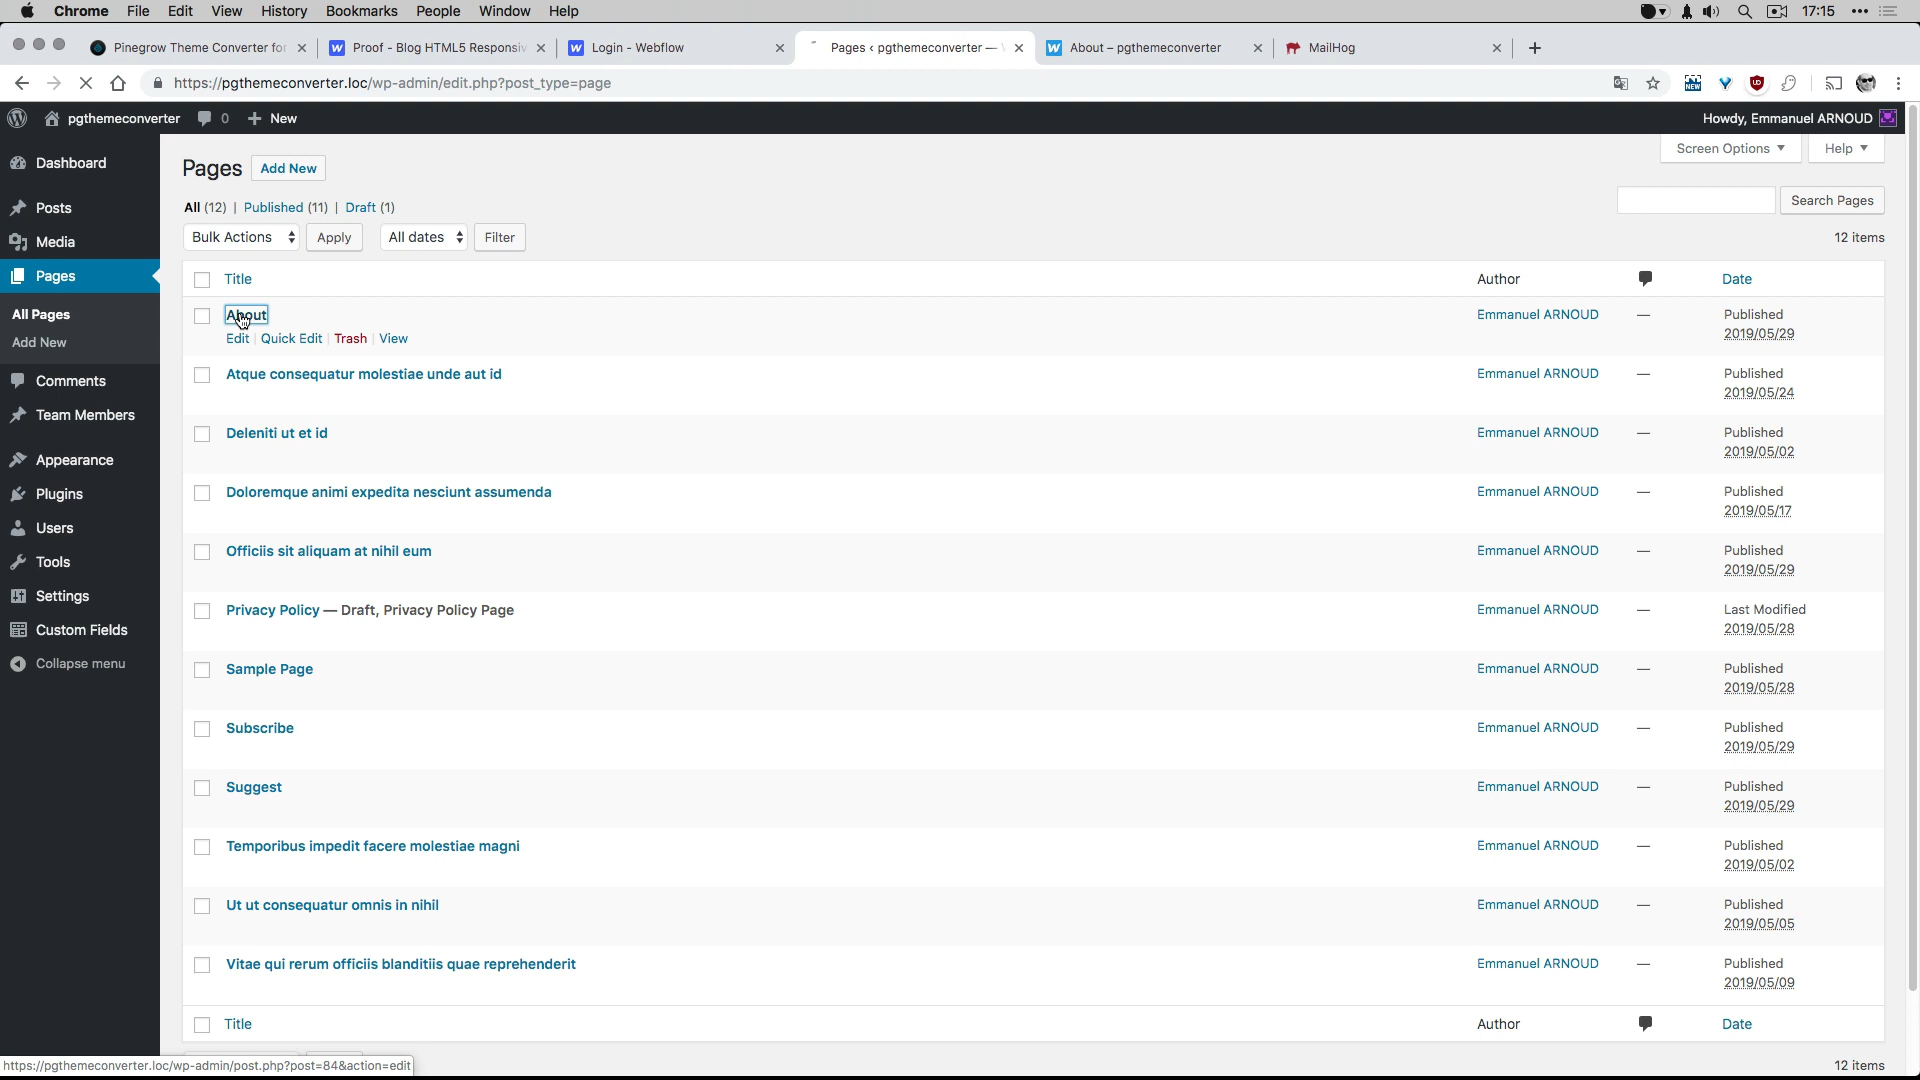 Chrome File Edit View History Bookmarks People Window Help 17:15
Pinegrow Theme Converter fo Proof - Blog HTML5 Responsiv Login - Webflow Pages ‹ pgthemeconverter — About – pgthemeconverter MailHog
https://pgthemeconverter.loc/wp-admin/edit.php?post_type=page NEW
pgthemeconverter 0 + New Howdy, Emmanuel ARNOUD
Dashboard
Posts
Media
Pages
All Pages
Add New
Comments
Team Members
Appearance
Plugins
Users
Tools
Settings
Custom Fields
Collapse menu
Screen Options Help
Pages Add New
All (12) | Published (11) | Draft (1)
Search Pages
Bulk Actions Apply All dates Filter 12 items
Title Author Date
About Emmanuel ARNOUD — Published
2019/05/29
Edit | Quick Edit | Trash | View
Atque consequatur molestiae unde aut id Emmanuel ARNOUD — Published
2019/05/24
Deleniti ut et id Emmanuel ARNOUD — Published
2019/05/02
Doloremque animi expedita nesciunt assumenda Emmanuel ARNOUD — Published
2019/05/17
Officiis sit aliquam at nihil eum Emmanuel ARNOUD — Published
2019/05/29
Privacy Policy — Draft, Privacy Policy Page Emmanuel ARNOUD — Last Modified
2019/05/28
Sample Page Emmanuel ARNOUD — Published
2019/05/28
Subscribe Emmanuel ARNOUD — Published
2019/05/29
Suggest Emmanuel ARNOUD — Published
2019/05/29
Temporibus impedit facere molestiae magni Emmanuel ARNOUD — Published
2019/05/02
Ut ut consequatur omnis in nihil Emmanuel ARNOUD — Published
2019/05/05
Vitae qui rerum officiis blanditiis quae reprehenderit Emmanuel ARNOUD — Published
2019/05/09
Title Author Date
12 items
https://pgthemeconverter.loc/wp-admin/post.php?post=84&action=edit